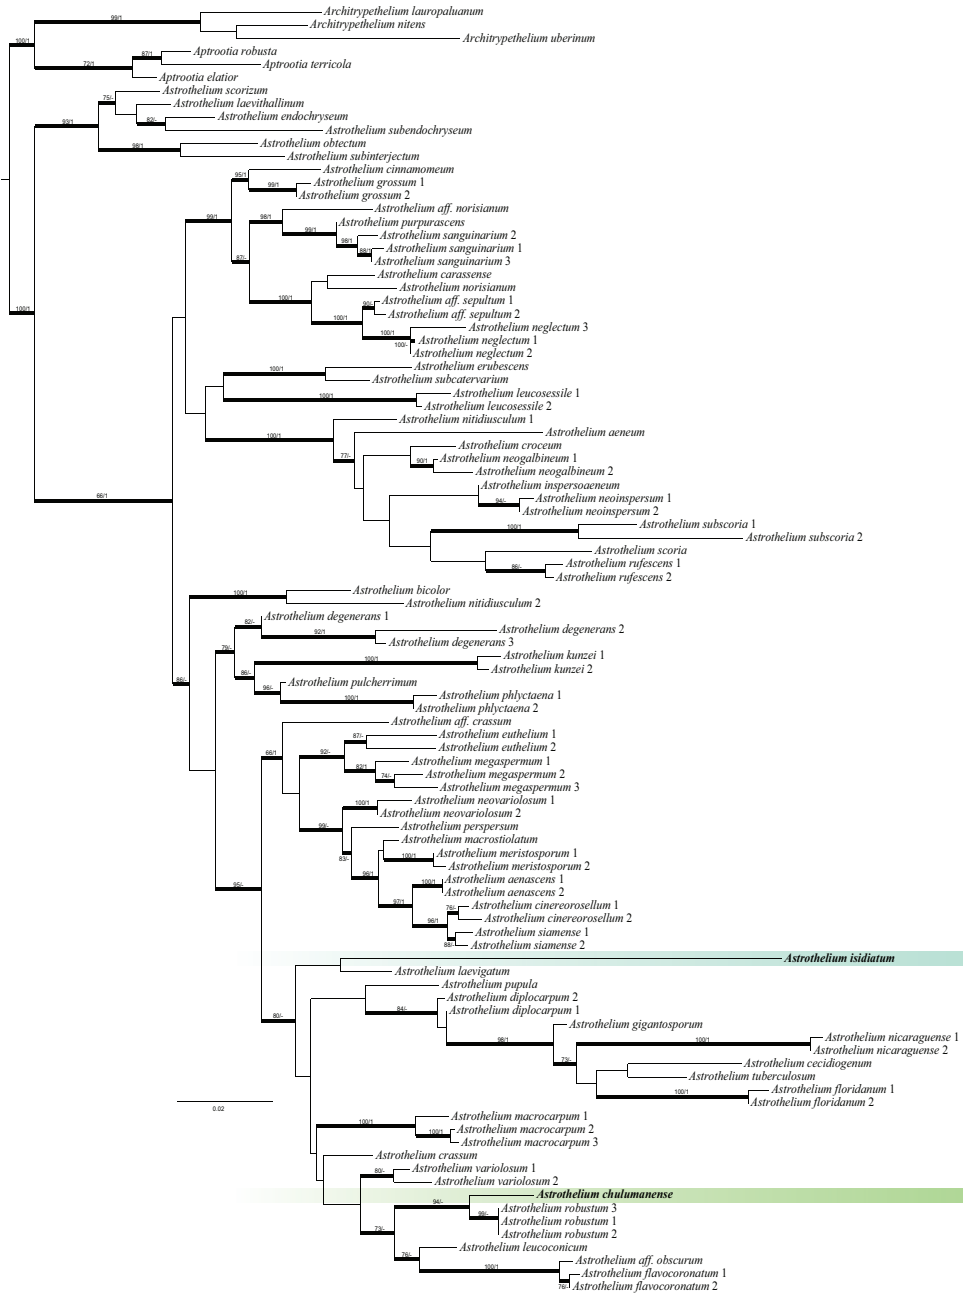 Architrypethelium lauropaluanum
99/1
Architrypethelium nitens
Architrypethelium uberinum
100/1
Aptrootia robusta
87/1
Aptrootia terricola
72/1
Aptrootia elatior
Astrothelium scorizum
75/-
Astrothelium laevithallinum
Astrothelium endochryseum
82/-
93/1
Astrothelium subendochryseum
Astrothelium obtectum
98/1
Astrothelium subinterjectum
Astrothelium cinnamomeum
95/1
Astrothelium grossum 1
99/1
Astrothelium grossum 2
Astrothelium aff. norisianum
99/1
98/1
Astrothelium purpurascens
99/1
Astrothelium sanguinarium 2
98/1
Astrothelium sanguinarium 1
88/1
87/-
Astrothelium sanguinarium 3
Astrothelium carassense
Astrothelium norisianum
100/1
Astrothelium aff. sepultum 1
90/-
100/1
Astrothelium aff. sepultum 2
100/1
Astrothelium neglectum 3
100/1
Astrothelium neglectum 1
100/-
Astrothelium neglectum 2
Astrothelium erubescens
100/1
Astrothelium subcatervarium
Astrothelium leucosessile 1
100/1
Astrothelium leucosessile 2
Astrothelium nitidiusculum 1
Astrothelium aeneum
100/1
Astrothelium croceum
77/-
Astrothelium neogalbineum 1
90/1
Astrothelium neogalbineum 2
Astrothelium inspersoaeneum
66/1
Astrothelium neoinspersum 1
94/-
Astrothelium neoinspersum 2
Astrothelium subscoria 1
100/1
Astrothelium subscoria 2
Astrothelium scoria
Astrothelium rufescens 1
86/-
Astrothelium rufescens 2
Astrothelium bicolor
100/1
Astrothelium nitidiusculum 2
Astrothelium degenerans 1
82/-
Astrothelium degenerans 2
92/1
Astrothelium degenerans 3
79/-
Astrothelium kunzei 1
100/1
Astrothelium kunzei 2
86/-
86/-
Astrothelium pulcherrimum
96/-
Astrothelium phlyctaena 1
100/1
Astrothelium phlyctaena 2
Astrothelium aff. crassum
Astrothelium euthelium 1
87/-
Astrothelium euthelium 2
66/1
92/-
Astrothelium megaspermum 1
82/1
Astrothelium megaspermum 2
74/-
Astrothelium megaspermum 3
Astrothelium neovariolosum 1
100/1
Astrothelium neovariolosum 2
99/-
Astrothelium perspersum
Astrothelium macrostiolatum
83/-
Astrothelium meristosporum 1
100/1
Astrothelium meristosporum 2
96/1
Astrothelium aenascens 1
100/1
95/-
Astrothelium aenascens 2
97/1
Astrothelium cinereorosellum 1
76/-
Astrothelium cinereorosellum 2
96/1
Astrothelium siamense 1
88/-
Astrothelium siamense 2
Astrothelium isidiatum
Astrothelium laevigatum
Astrothelium pupula
Astrothelium diplocarpum 2
84/-
Astrothelium diplocarpum 1
80/-
Astrothelium gigantosporum
98/1
Astrothelium nicaraguense 1
100/1
Astrothelium nicaraguense 2
73/-
Astrothelium cecidiogenum
Astrothelium tuberculosum
Astrothelium floridanum 1
100/1
Astrothelium floridanum 2
0.02
Astrothelium macrocarpum 1
100/1
Astrothelium macrocarpum 2
100/1
Astrothelium macrocarpum 3
Astrothelium crassum
Astrothelium variolosum 1
80/-
Astrothelium variolosum 2
Astrothelium chulumanense
94/-
Astrothelium robustum 3
99/-
Astrothelium robustum 1
73/-
Astrothelium robustum 2
Astrothelium leucoconicum
76/-
Astrothelium aff. obscurum
100/1
Astrothelium flavocoronatum 1
76/-
Astrothelium flavocoronatum 2